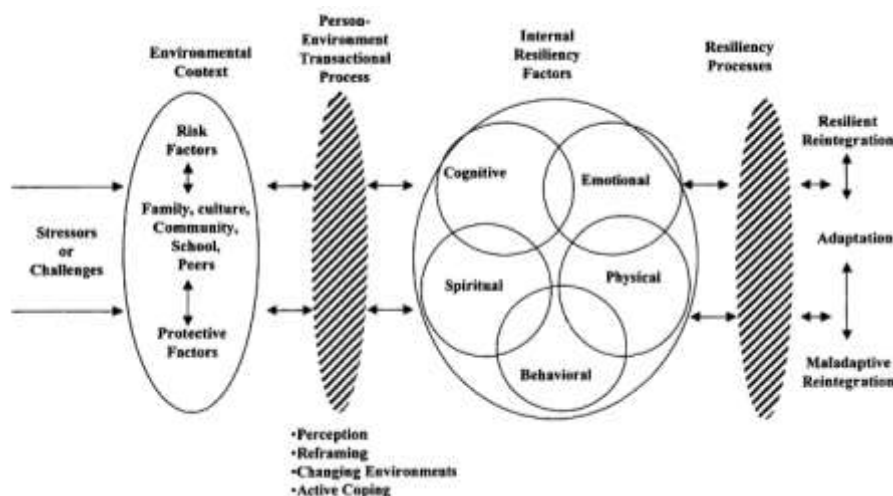 Environmental
Context
Person-
Environment
Transactional
Process
Internal
Resiliency
Factors
Resiliency
Processes
Stressors
or
Challenges
Risk
Factors
Family, culture,
Community,
School,
Peers
Protective
Factors
•Perception
•Reframing
•Changing Environments
•Active Coping
Cognitive
Emotional
Spiritual
Physical
Behavioral
Resilient
Reintegration
Adaptation
Maladaptive
Reintegration